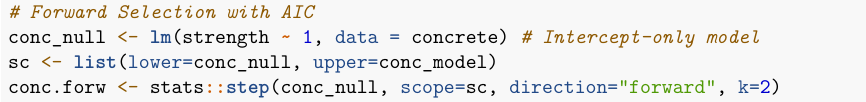 # Forward Selection with AIC
conc_null <- lm(strength ~ 1, data = concrete) # Intercept-only model
sc <- list(lower=conc_null, upper=conc_model)
conc.forw <- stats::step(conc_null, scope=sc, direction="forward", k=2)